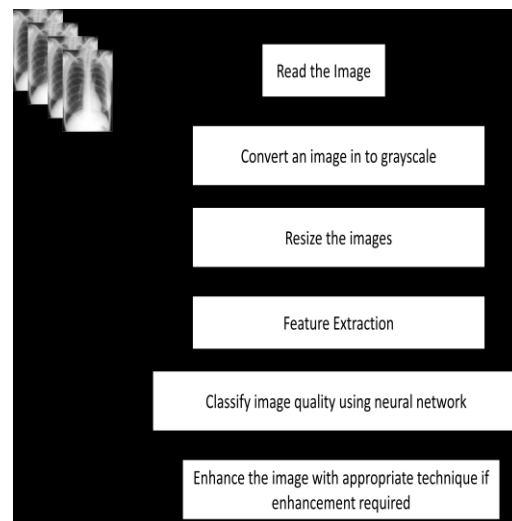 Read the Image
Convert an image in to grayscale
Resize the images
Feature Extraction
Classify image quality using neural network
Enhance the image with appropriate technique if
enhancement required